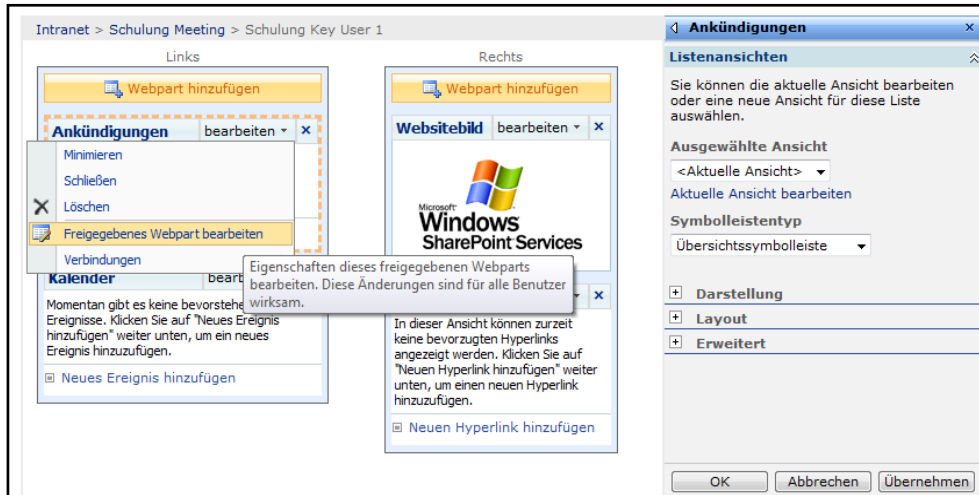 Intranet > Schulung Meeting > Schulung Key User 1
Links
Webpart hinzufügen
Ankündigungen bearbeiten
Minimieren
Schließen
Löschen
Freigegebenes Webpart bearbeiten
Verbindungen
Eigenschaften dieses freigegebenen Webparts
bearbeiten. Diese Änderungen sind für alle Benutzer
wirksam.
Kalender
Momentan gibt es keine
Ereignisse. Klicken Sie auf "Neues Ereignis
hinzufügen" weiter unten, um ein neues
Ereignis hinzuzufügen.
Neues Ereignis hinzufügen
Rechts
Webpart hinzufügen
Websitebild bearbeiten
Microsoft
Windows
SharePoint Services
In dieser Ansicht können zurzeit
keine bevorzugten Hyperlinks
angezeigt werden. Klicken Sie auf
"Neuen Hyperlink hinzufügen" weiter
unten, um einen neuen Hyperlink
hinzuzufügen.
Neuen Hyperlink hinzufügen
Ankündigungen
Listenansichten
Sie können die aktuelle Ansicht bearbeiten
oder eine neue Ansicht für diese Liste
auswählen.
Ausgewählte Ansicht
<Aktuelle Ansicht>
Aktuelle Ansicht bearbeiten
Symbolleistentyp
Übersichtssymbolleiste
Darstellung
Layout
Erweitert
OK Abbrechen Übernehmen